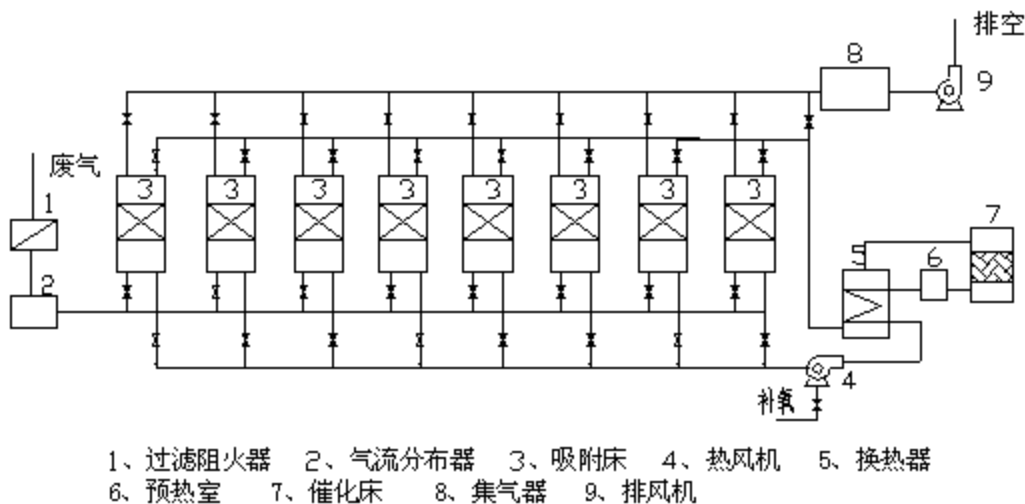 排空
8
9
废气
1
3 3 3 3 3 3 3 3
7
5
6
2
4
补氧
1、过滤阻火器 2、气流分布器 3、吸附床 4、热风机 5、换热器
6、预热室 7、催化床 8、集气器 9、排风机